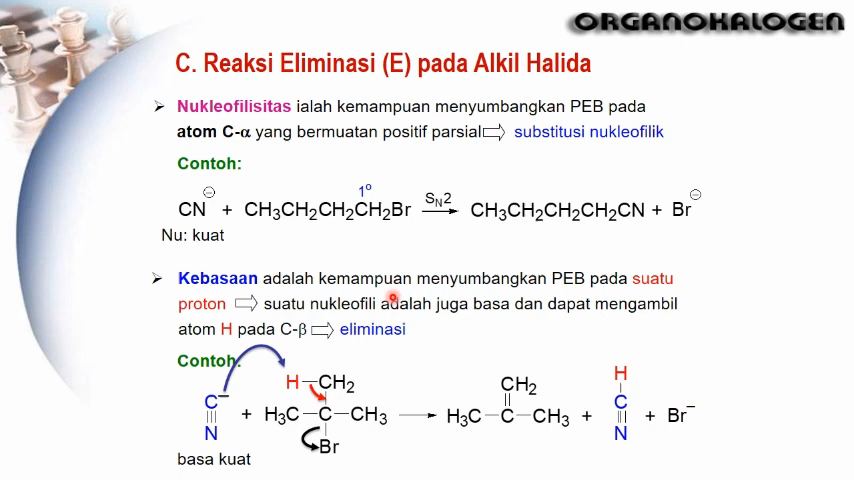 ORGANOHALOGEN
C. Reaksi Eliminasi (E) pada Alkil Halida
➢ Nukleofilisitas ialah kemampuan menyumbangkan PEB pada
atom C-α yang bermuatan positif parsial⇨ substitusi nukleofilik
Contoh:
1º
CN⊖ + CH₃CH₂CH₂CH₂Br SN2 → CH₃CH₂CH₂CH₂CN + Br⊖
Nu: kuat
➢ Kebasaan adalah kemampuan menyumbangkan PEB pada suatu
proton ⇨ suatu nukleofili adalah juga basa dan dapat mengambil
atom H pada C-β ⇨ eliminasi
Contoh:
H—CH₂ CH₂ H
C⁻ + H₃C—C—CH₃ → H₃C—C—CH₃ + C + Br⁻
N Br N
basa kuat